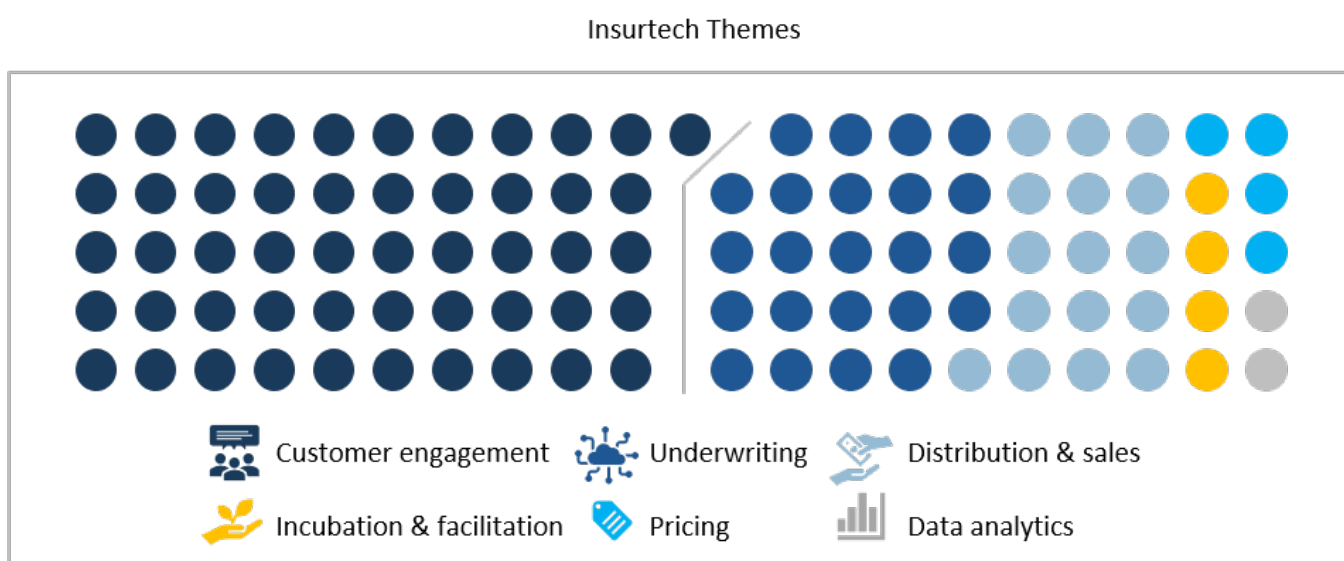 Insurtech Themes
Customer engagement
Underwriting
Distribution & sales
Incubation & facilitation
Pricing
Data analytics